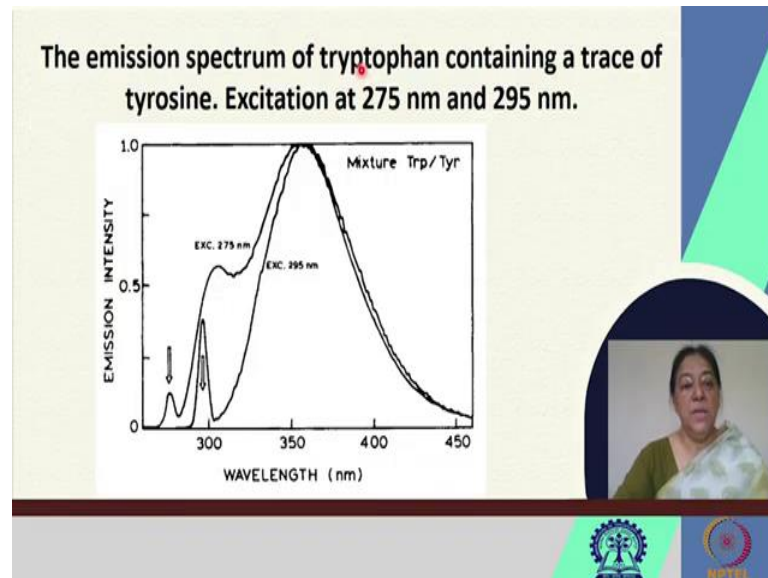 The emission spectrum of tryptophan containing a trace of
tyrosine. Excitation at 275 nm and 295 nm.
1.0
Mixture Trp/Tyr
EXC. 275 nm
EXC. 295 nm
0.5
EMISSION INTENSITY
0
300
350
400
450
WAVELENGTH (nm)
NPTEL